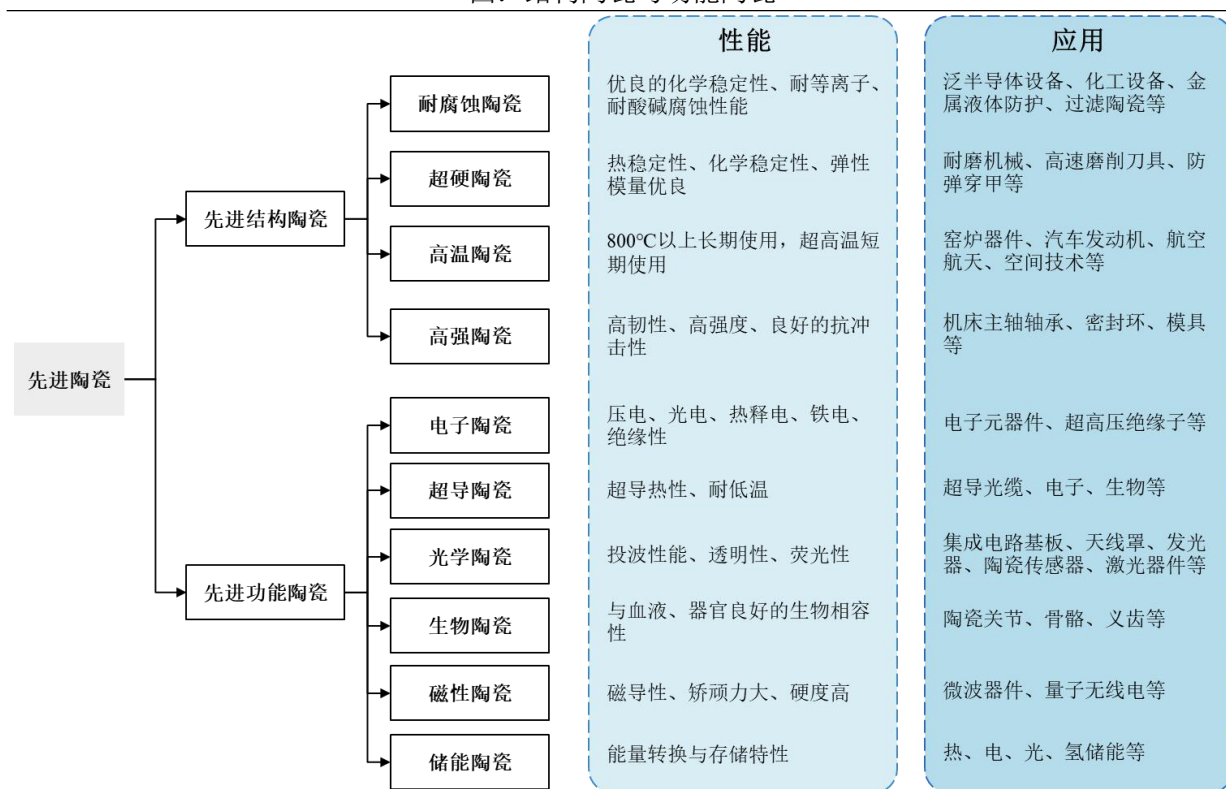 性能
应用
耐腐蚀陶瓷
优良的化学稳定性、耐等离子、
耐酸碱腐蚀性能
泛半导体设备、化工设备、金
属液体防护、过滤陶瓷等
超硬陶瓷
热稳定性、化学稳定性、弹性
模量优良
耐磨机械、高速磨削刀具、防
弹穿甲等
先进结构陶瓷
高温陶瓷
800°C以上长期使用，超高温短
期使用
窑炉器件、汽车发动机、航空
航天、空间技术等
高强陶瓷
高韧性、高强度、良好的抗冲
击性
机床主轴轴承、密封环、模具
等
先进陶瓷
电子陶瓷
压电、光电、热释电、铁电、
绝缘性
电子元器件、超高压绝缘子等
超导陶瓷
超导热性、耐低温
超导光缆、电子、生物等
光学陶瓷
投波性能、透明性、荧光性
集成电路基板、天线罩、发光
器、陶瓷传感器、激光器件等
先进功能陶瓷
生物陶瓷
与血液、器官良好的生物相容
性
陶瓷关节、骨骼、义齿等
磁性陶瓷
磁导性、矫顽力大、硬度高
微波器件、量子无线电等
储能陶瓷
能量转换与存储特性
热、电、光、氢储能等